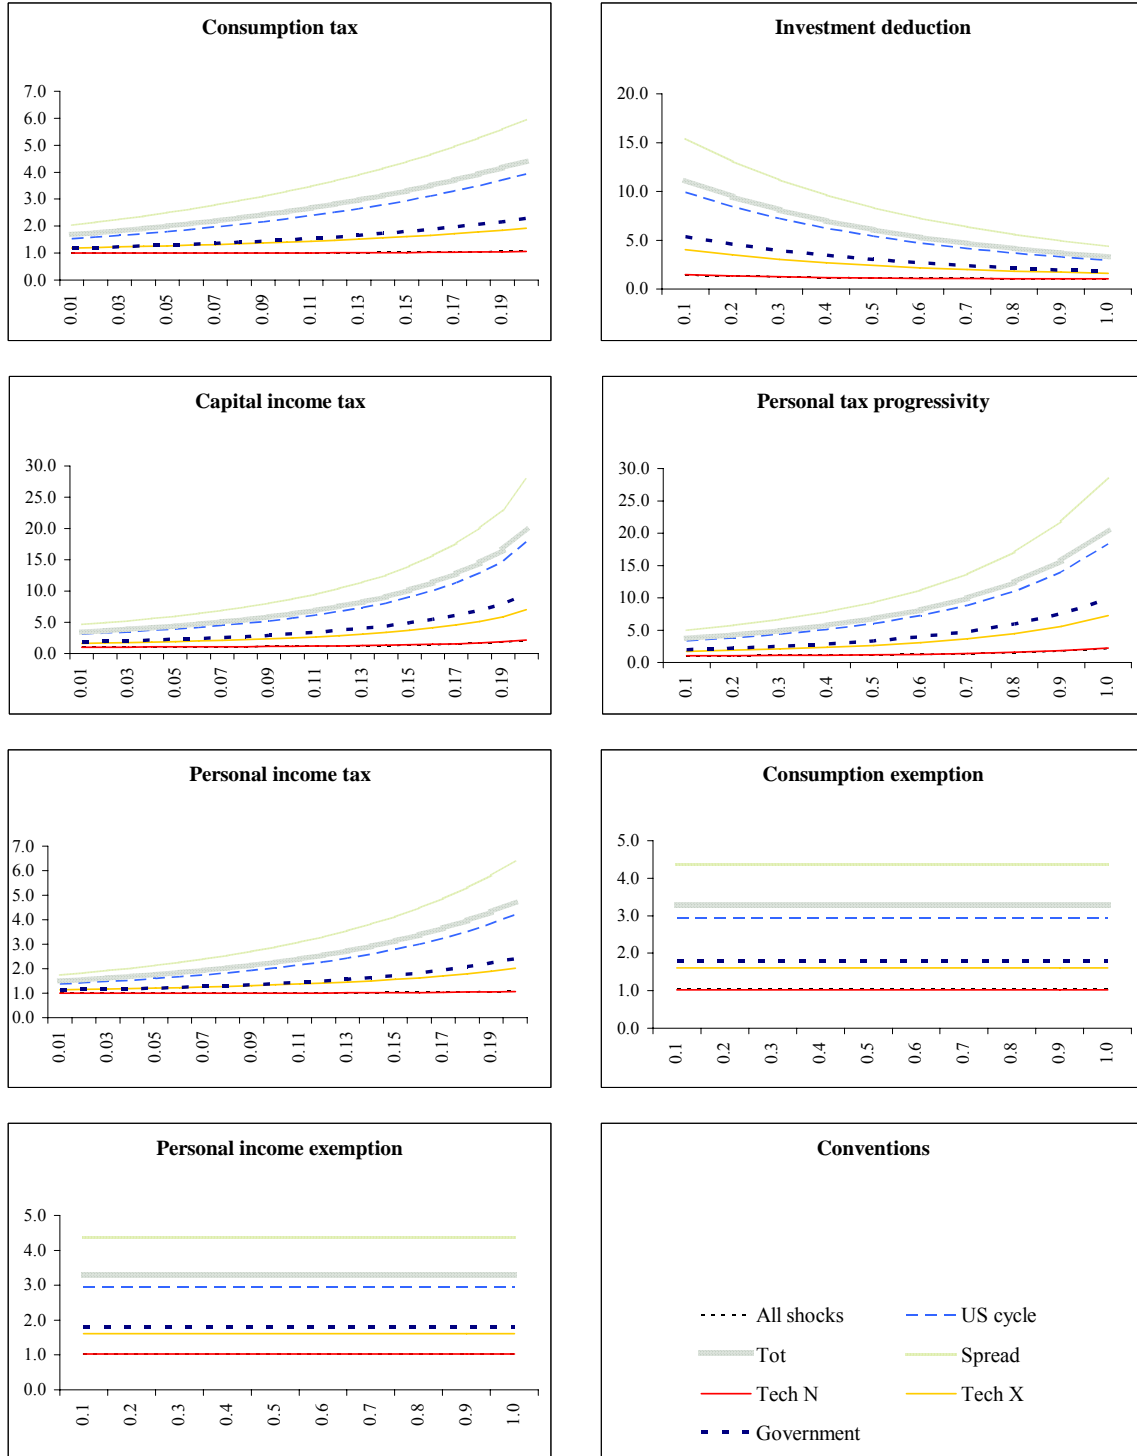 Consumption tax
7.0
6.0
5.0
4.0
3.0
2.0
1.0
0.0
0.01 0.03 0.05 0.07 0.09 0.11 0.13 0.15 0.17 0.19
Investment deduction
20.0
15.0
10.0
5.0
0.0
0.1 0.2 0.3 0.4 0.5 0.6 0.7 0.8 0.9 1.0
Capital income tax
30.0
25.0
20.0
15.0
10.0
5.0
0.0
0.01 0.03 0.05 0.07 0.09 0.11 0.13 0.15 0.17 0.19
Personal tax progressivity
30.0
25.0
20.0
15.0
10.0
5.0
0.0
0.1 0.2 0.3 0.4 0.5 0.6 0.7 0.8 0.9 1.0
Personal income tax
7.0
6.0
5.0
4.0
3.0
2.0
1.0
0.0
0.01 0.03 0.05 0.07 0.09 0.11 0.13 0.15 0.17 0.19
Consumption exemption
5.0
4.0
3.0
2.0
1.0
0.0
0.1 0.2 0.3 0.4 0.5 0.6 0.7 0.8 0.9 1.0
Personal income exemption
5.0
4.0
3.0
2.0
1.0
0.0
0.1 0.2 0.3 0.4 0.5 0.6 0.7 0.8 0.9 1.0
Conventions
All shocks US cycle
Tot Spread
Tech N Tech X
Government